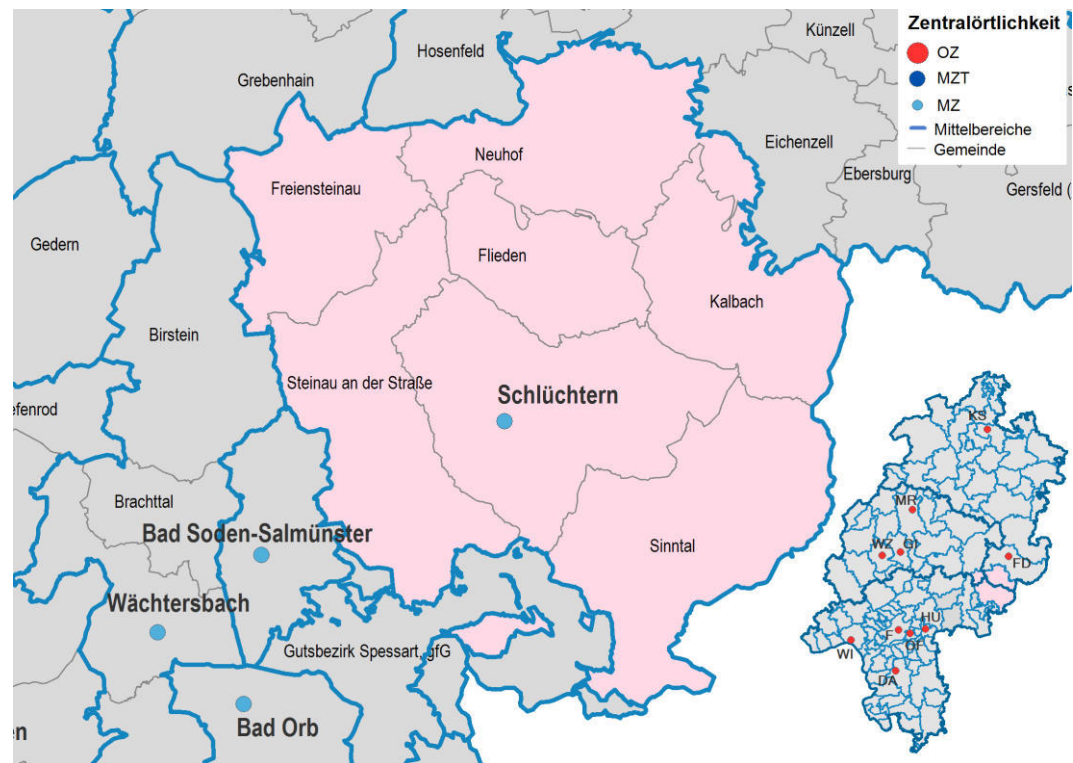 Zentralörtlichkeit
OZ
MZT
MZ
Mittelbereiche
Gemeinde
Künzell
Hosenfeld
Grebenhain
Eichenzell
Neuhof
Ebersburg
Freiensteinau
Gersfeld (
Gedern
Flieden
Kalbach
Birstein
Steinau an der Straße
Schlüchtern
efenrod
Brachttal
Bad Soden-Salmünster
Sinntal
Wächtersbach
Gutsbezirk Spessart, gfG
Bad Orb
en
KS
MR
WZ
GI
FD
HU
F
OF
WI
DA